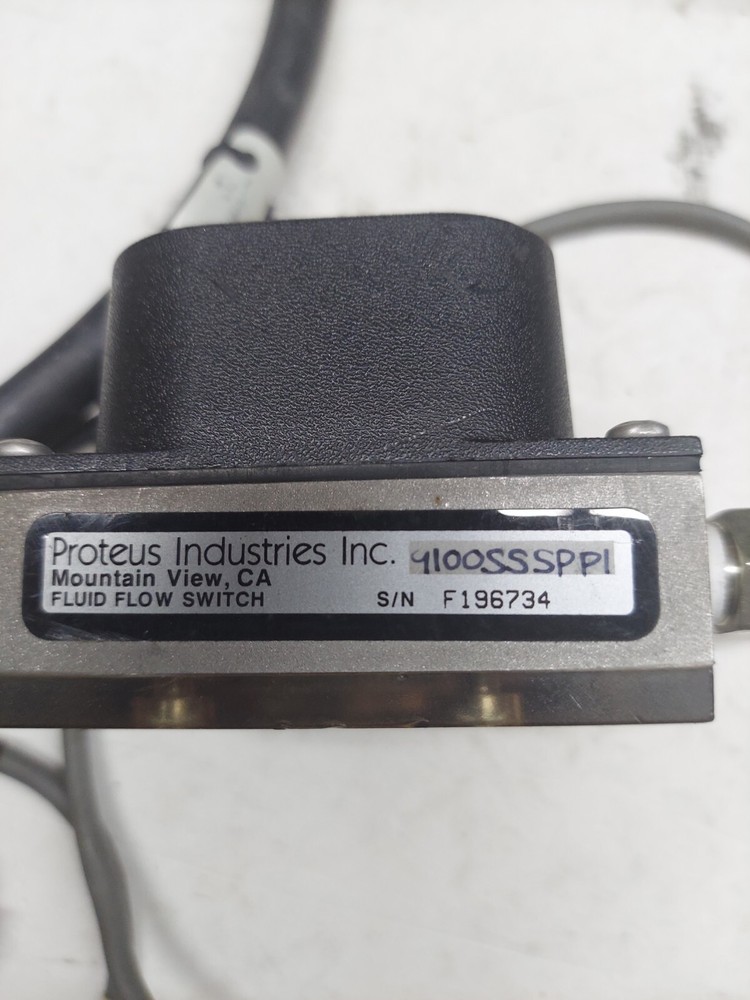 Proteus Industries Inc. 9100SSSPP1
Mountain View, CA
FLUID FLOW SWITCH S/N F196734